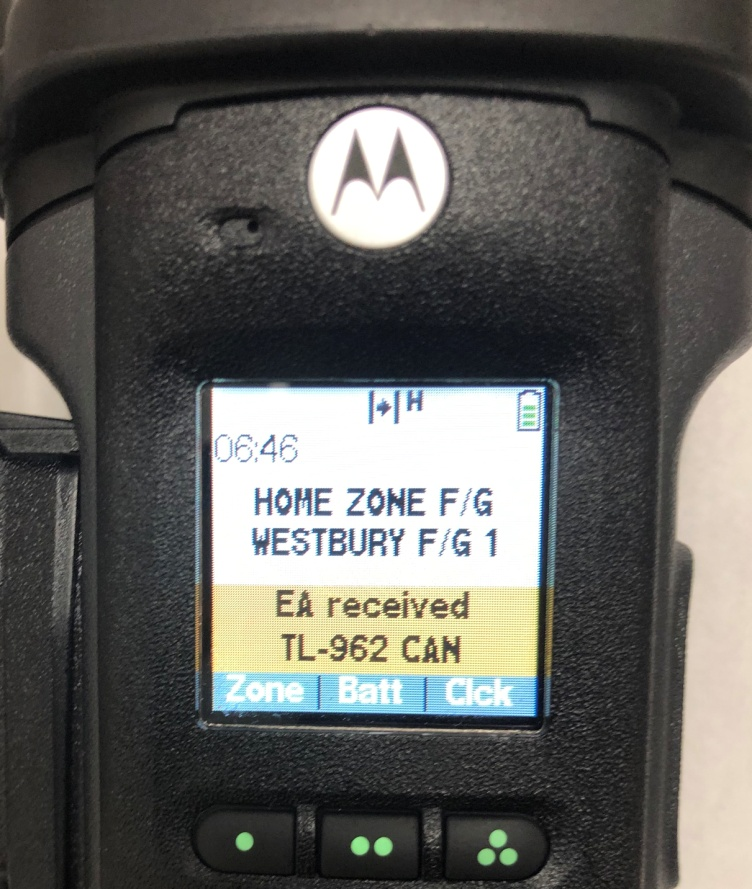 H
06:46
HOME ZONE F/G
WESTBURY F/G 1
EA received
TL-962 CAN
Zone Batt Clck